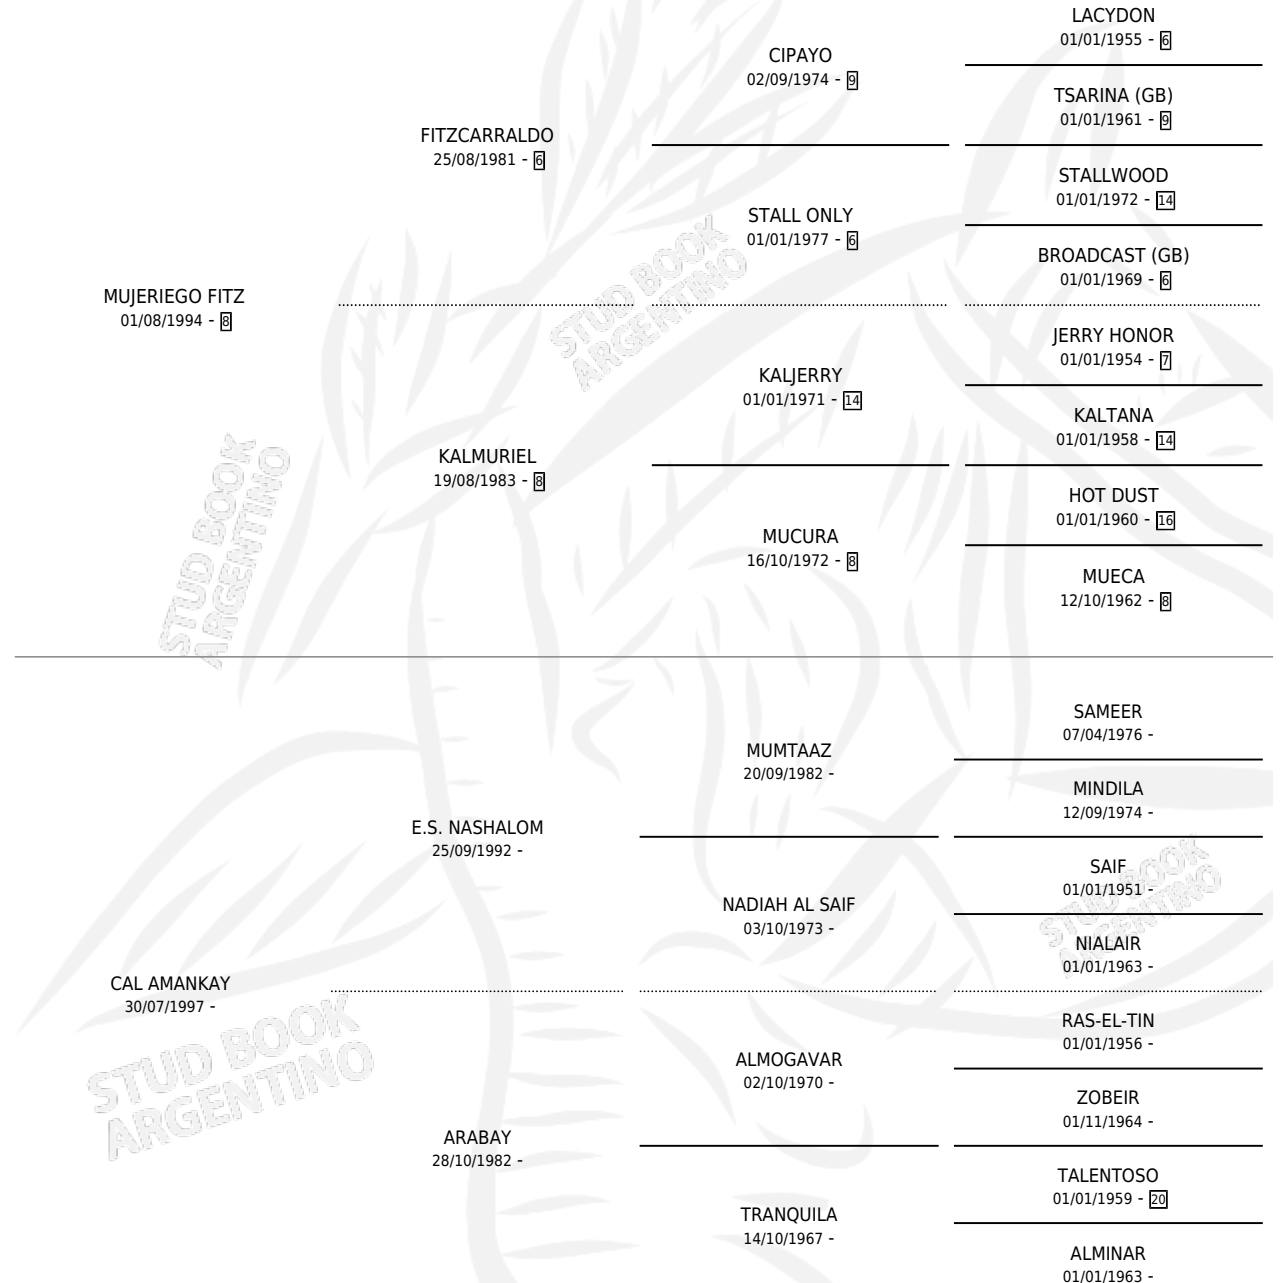 LACYDON
01/01/1955 - 6
CIPAYO
02/09/1974 - 9
TSARINA (GB)
01/01/1961 - 9
FITZCARRALDO
25/08/1981 - 6
STALLWOOD
01/01/1972 - 14
STALL ONLY
01/01/1977 - 6
BROADCAST (GB)
01/01/1969 - 6
MUJERIEGO FITZ
01/08/1994 - 8
JERRY HONOR
01/01/1954 - 7
KALJERRY
01/01/1971 - 14
KALTANA
01/01/1958 - 14
KALMURIEL
19/08/1983 - 8
HOT DUST
01/01/1960 - 16
MUCURA
16/10/1972 - 8
MUECA
12/10/1962 - 8
STUD BOOK
ARGENTINO
STUD BOOK
ARGENTINO
SAMEER
07/04/1976 -
MUMTAAZ
20/09/1982 -
MINDILA
12/09/1974 -
E.S. NASHALOM
25/09/1992 -
SAIF
01/01/1951 -
NADIAH AL SAIF
03/10/1973 -
NIALAIR
01/01/1963 -
STUD BOOK
ARGENTINO
CAL AMANKAY
30/07/1997 -
RAS-EL-TIN
01/01/1956 -
ALMOGAVAR
02/10/1970 -
ZOBEIR
01/11/1964 -
STUD BOOK
ARGENTINO
ARABAY
28/10/1982 -
TALENTOSO
01/01/1959 - 20
TRANQUILA
14/10/1967 -
ALMINAR
01/01/1963 -